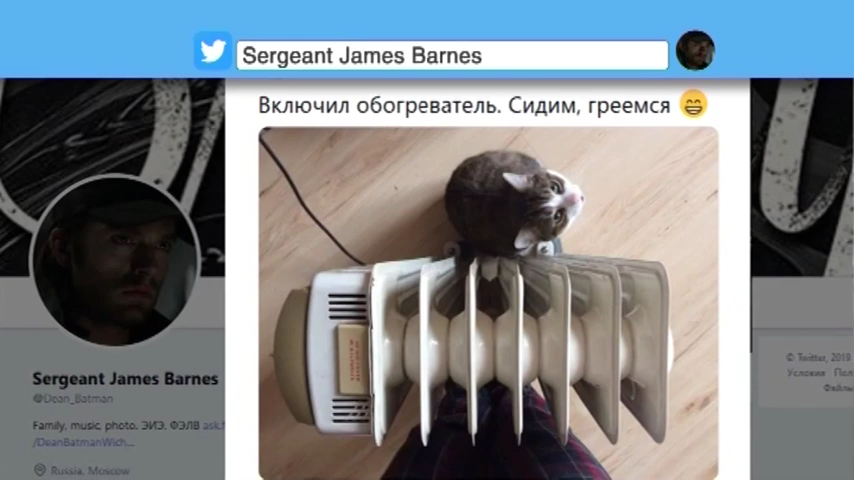 Sergeant James Barnes
Включил обогреватель. Сидим, греемся
Sergeant James Barnes
@Dean_Batman
Family, music, photo. ЭИЭ. ФЭЛВ ask.f
/DeanBatmanWich...
Russia, Moscow
© Twitter, 2019
Условия Пол
Файлы